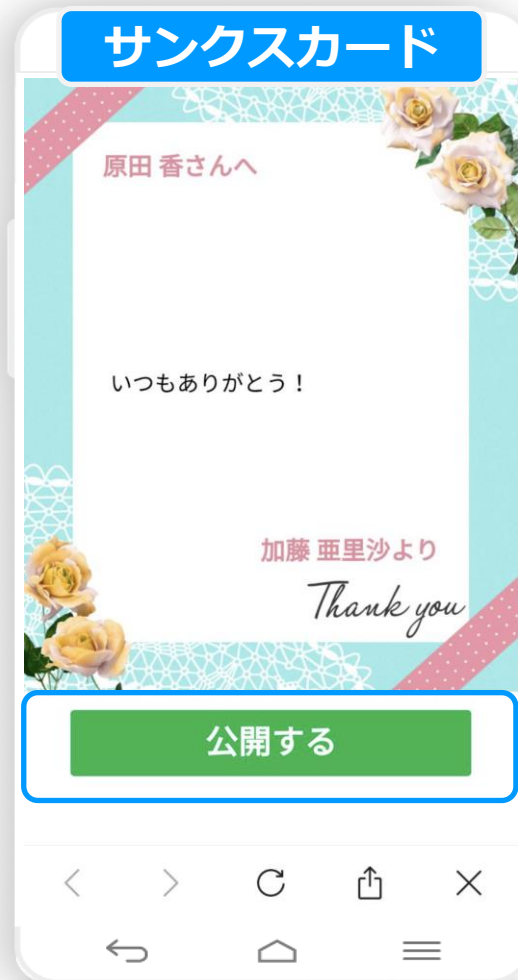 サンクスカード
原田 香さんへ
いつもありがとう！
加藤 亜里沙より
Thank you
公開する